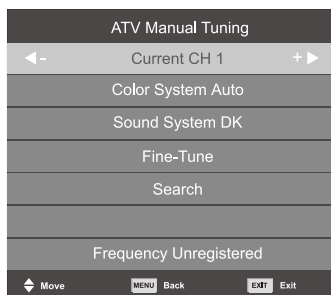 ATV Manual Tuning
- Current CH 1 +
Color System Auto
Sound System DK
Fine-Tune
Search
Frequency Unregistered
Move MENU Back EXIT Exit